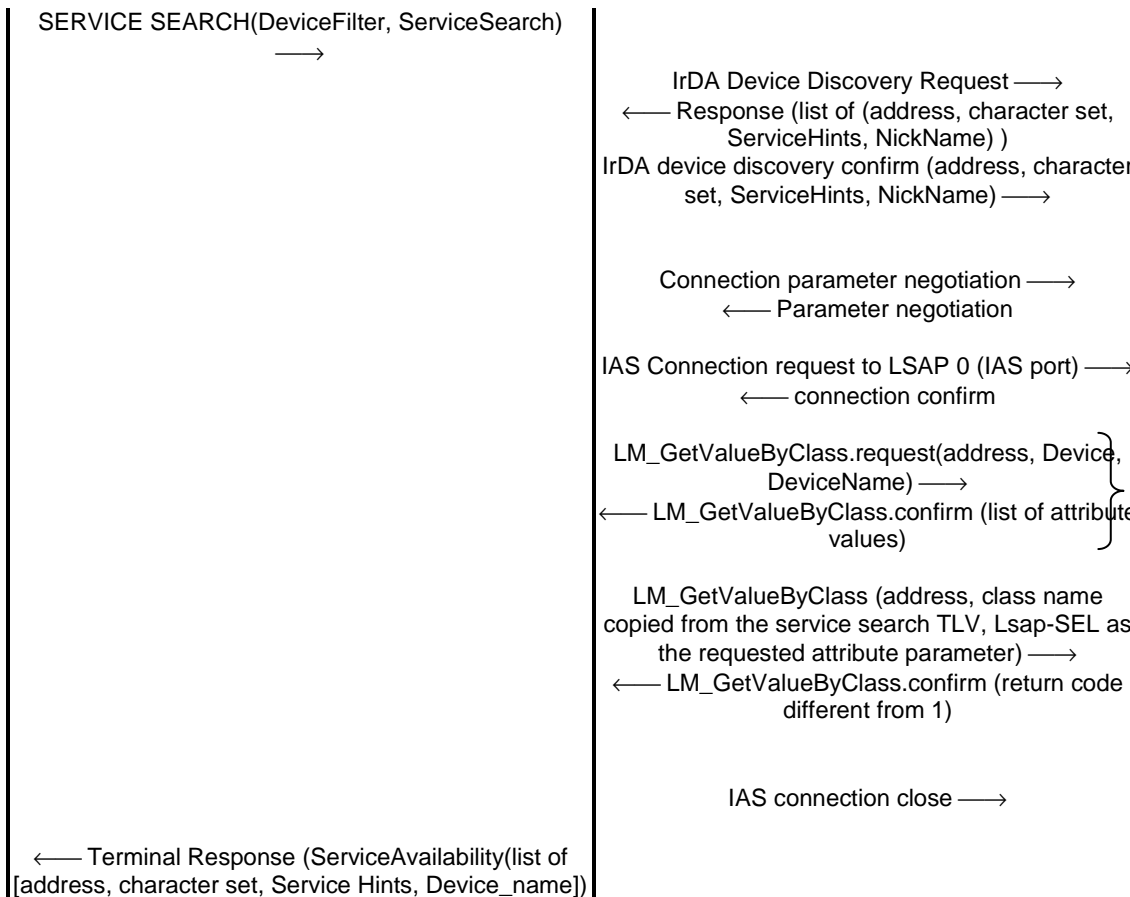 SERVICE SEARCH(DeviceFilter, ServiceSearch)
⟶
IrDA Device Discovery Request ⟶
⟵ Response (list of (address, character set,
ServiceHints, NickName) )
IrDA device discovery confirm (address, character
set, ServiceHints, NickName) ⟶
Connection parameter negotiation ⟶
⟵ Parameter negotiation
IAS Connection request to LSAP 0 (IAS port) ⟶
⟵ connection confirm
LM_GetValueByClass.request(address, Device,
DeviceName) ⟶
⟵ LM_GetValueByClass.confirm (list of attribute
values)
LM_GetValueByClass (address, class name
copied from the service search TLV, Lsap-SEL as
the requested attribute parameter) ⟶
⟵ LM_GetValueByClass.confirm (return code
different from 1)
IAS connection close ⟶
⟵ Terminal Response (ServiceAvailability(list of
[address, character set, Service Hints, Device_name])